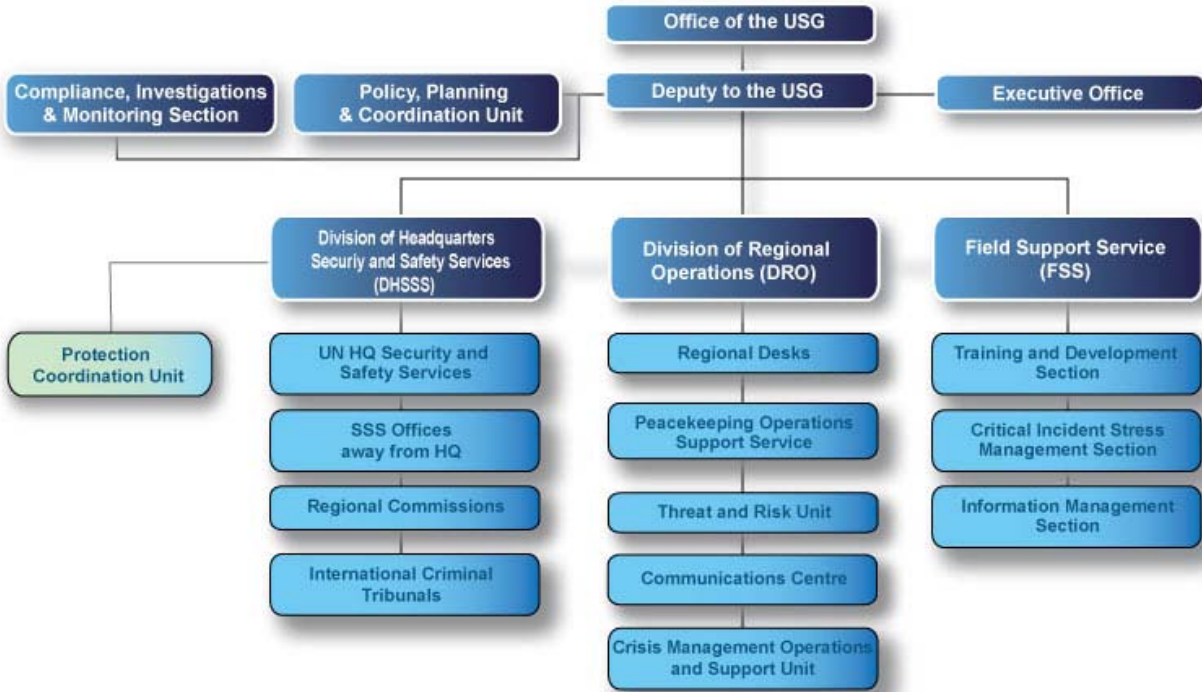 Office of the USG
Compliance, Investigations
& Monitoring Section
Policy, Planning
& Coordination Unit
Deputy to the USG
Executive Office
Division of Headquarters
Securiy and Safety Services
(DHSSS)
Division of Regional
Operations (DRO)
Field Support Service
(FSS)
Protection
Coordination Unit
UN HQ Security and
Safety Services
SSS Offices
away from HQ
Regional Commissions
International Criminal
Tribunals
Regional Desks
Peacekeeping Operations
Support Service
Threat and Risk Unit
Communications Centre
Crisis Management Operations
and Support Unit
Training and Development
Section
Critical Incident Stress
Management Section
Information Management
Section